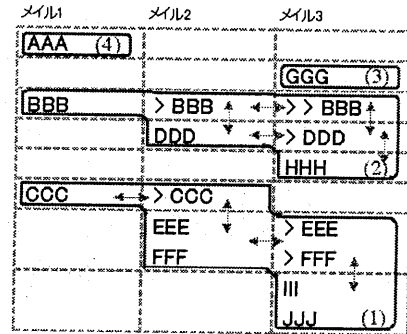 メイル1 メイル2 メイル3
AAA (4)
GGG (3)
BBB > BBB > > BBB
DDD > DDD
HHH (2)
CCC > CCC
EEE > EEE
FFF > FFF
III
JJJ (1)